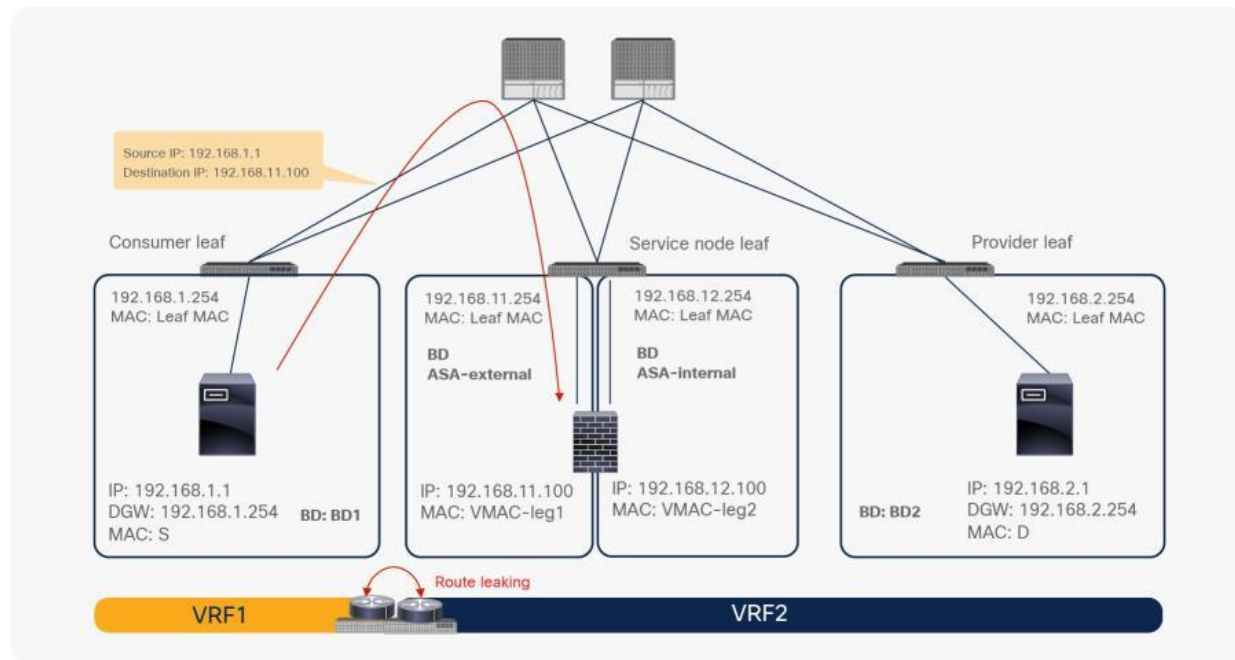 Source IP: 192.168.1.1
Destination IP: 192.168.11.100
Consumer leaf
Service node leaf
Provider leaf
192.168.1.254
MAC: Leaf MAC
192.168.11.254
MAC: Leaf MAC
BD
ASA-external
192.168.12.254
MAC: Leaf MAC
BD
ASA-internal
192.168.2.254
MAC: Leaf MAC
IP: 192.168.1.1
DGW: 192.168.1.254
MAC: S
BD: BD1
IP: 192.168.11.100
MAC: VMAC-leg1
IP: 192.168.12.100
MAC: VMAC-leg2
BD: BD2
IP: 192.168.2.1
DGW: 192.168.2.254
MAC: D
Route leaking
VRF1
VRF2